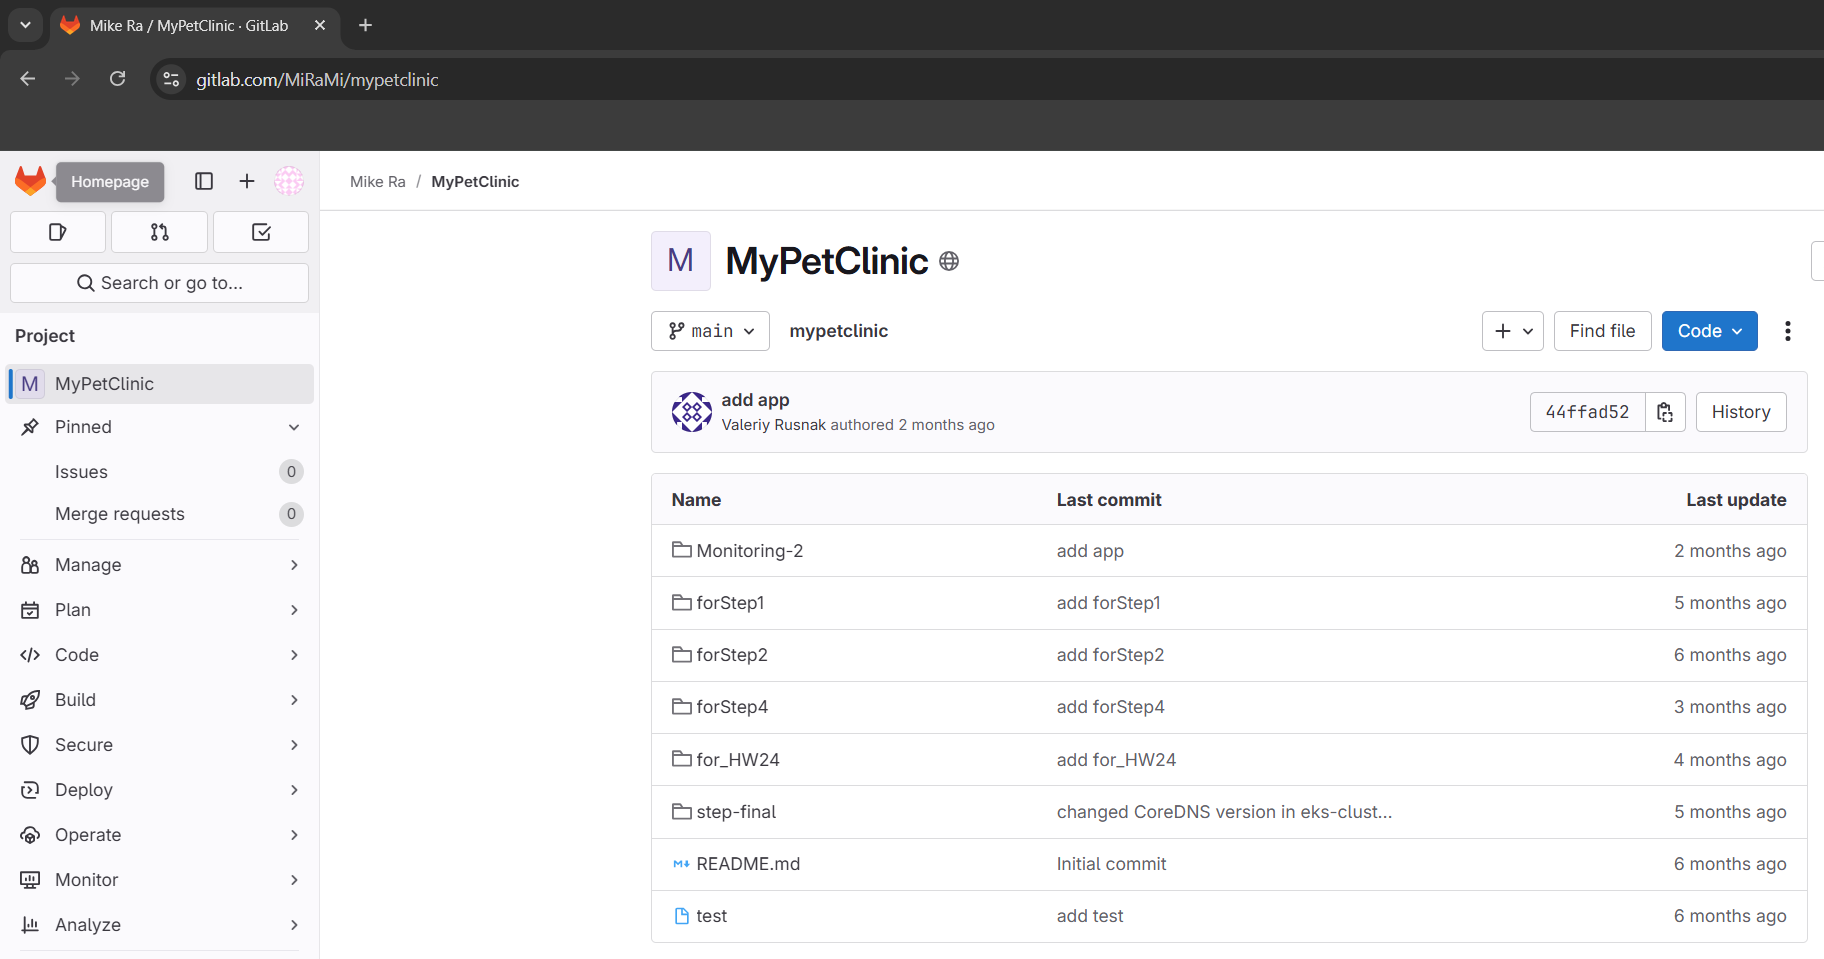 Mike Ra / MyPetClinic · GitLab
gitlab.com/MiRaMi/mypetclinic
Homepage
Mike Ra / MyPetClinic
Search or go to...
M MyPetClinic
main mypetclinic Find file Code
Project
M MyPetClinic
add app
Valeriy Rusnak authored 2 months ago
44ffad52 History
Pinned
Issues 0
Merge requests 0
Manage
Plan
Code
Build
Secure
Deploy
Operate
Monitor
Analyze
Name Last commit Last update
Monitoring-2 add app 2 months ago
forStep1 add forStep1 5 months ago
forStep2 add forStep2 6 months ago
forStep4 add forStep4 3 months ago
for_HW24 add for_HW24 4 months ago
step-final changed CoreDNS version in eks-clust... 5 months ago
README.md Initial commit 6 months ago
test add test 6 months ago